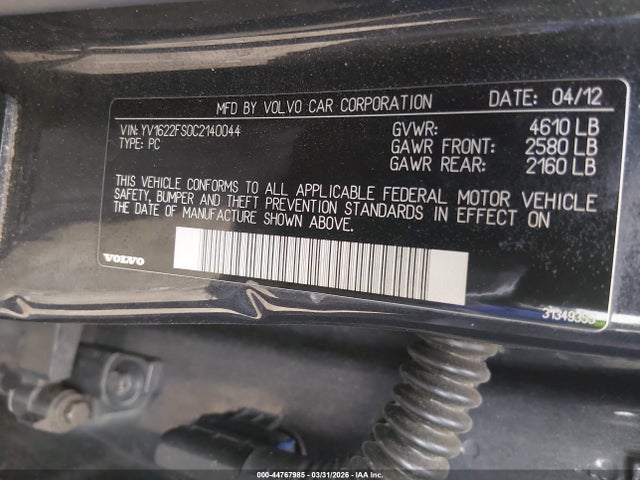 MFD BY VOLVO CAR CORPORATION DATE: 04/12
VIN: YV1622FS0C2140044 GVWR: 4610 LB
TYPE: PC GAWR FRONT: 2580 LB
GAWR REAR: 2160 LB
THIS VEHICLE CONFORMS TO ALL APPLICABLE FEDERAL MOTOR VEHICLE
SAFETY, BUMPER AND THEFT PREVENTION STANDARDS IN EFFECT ON
THE DATE OF MANUFACTURE SHOWN ABOVE.
VOLVO
000-44767985 - 03/31/2026 - COPYRIGHT IAA